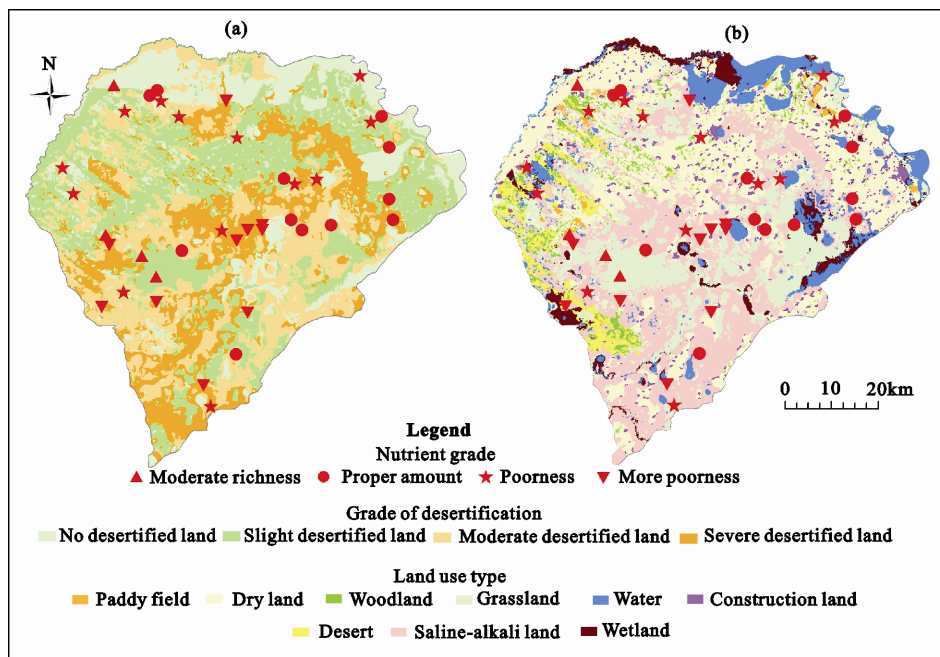 (a) (b)
N
0 10 20km
Legend
Nutrient grade
Moderate richness Proper amount Poorness More poorness
Grade of desertification
No desertified land Slight desertified land Moderate desertified land Severe desertified land
Land use type
Paddy field Dry land Woodland Grassland Water Construction land
Desert Saline-alkali land Wetland